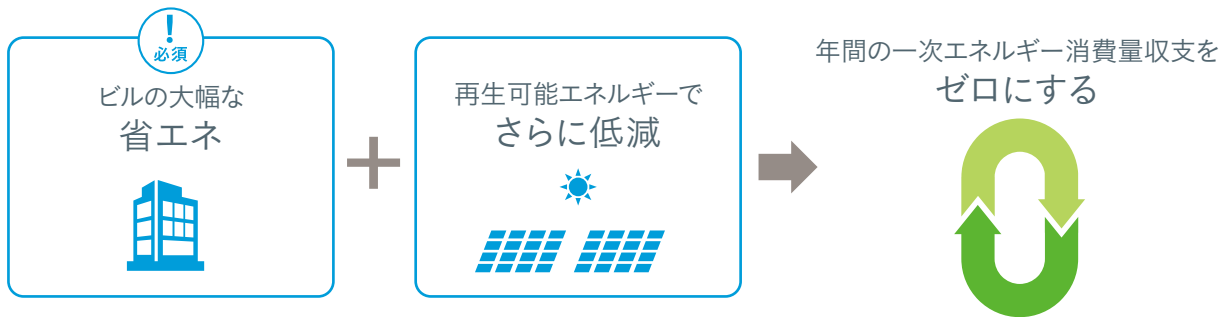 !
必須
ビルの大幅な
省エネ
再生可能エネルギーで
さらに低減
年間の一次エネルギー消費量収支を
ゼロにする